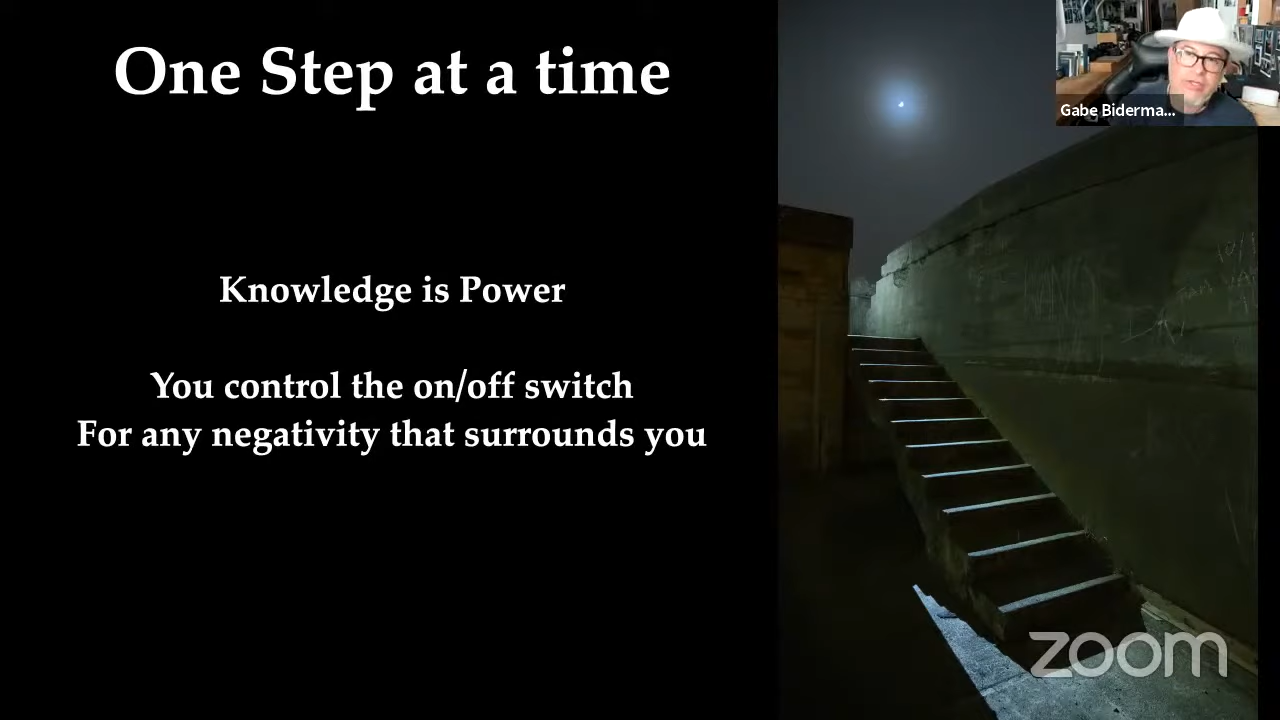 One Step at a time
Gabe Biderma...
Knowledge is Power
You control the on/off switch
For any negativity that surrounds you
zoom